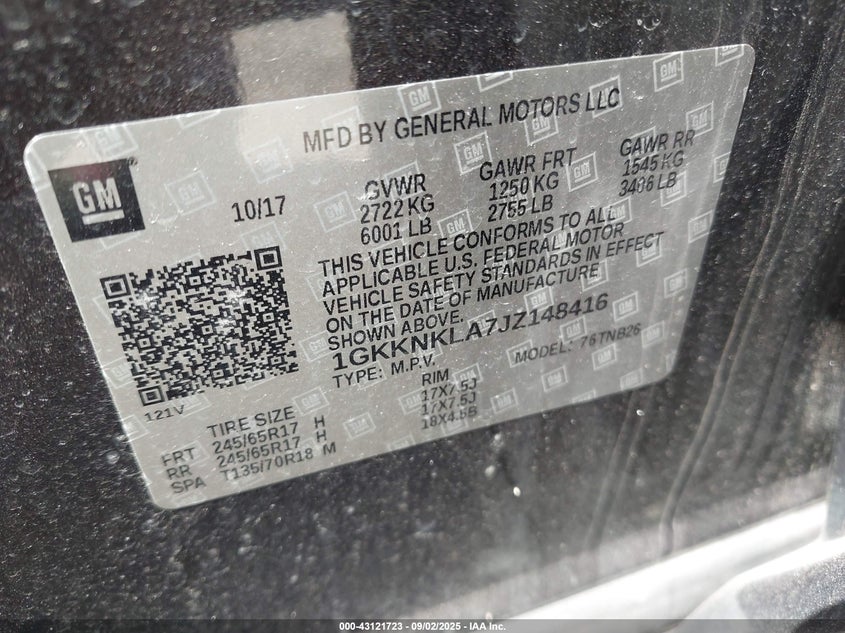 MFD BY GENERAL MOTORS LLC
GM
10/17
GVWR
2722 KG
6001 LB
GAWR FRT
1250 KG
2755 LB
GAWR RR
1545 KG
3406 LB
THIS VEHICLE CONFORMS TO ALL
APPLICABLE U.S. FEDERAL MOTOR
VEHICLE SAFETY STANDARDS IN EFFECT
ON THE DATE OF MANUFACTURE
SHOWN ABOVE.
1GKKNKLA7JZ148416
TYPE: M.P.V. MODEL: 76TNB26
121V
TIRE SIZE RIM
FRT 245/65R17 H 17X7.5J
RR 245/65R17 H 17X7.5J
SPA T135/70R18 M 18X4.5B
000-43121723 - 09/02/2025 - IAA Inc.